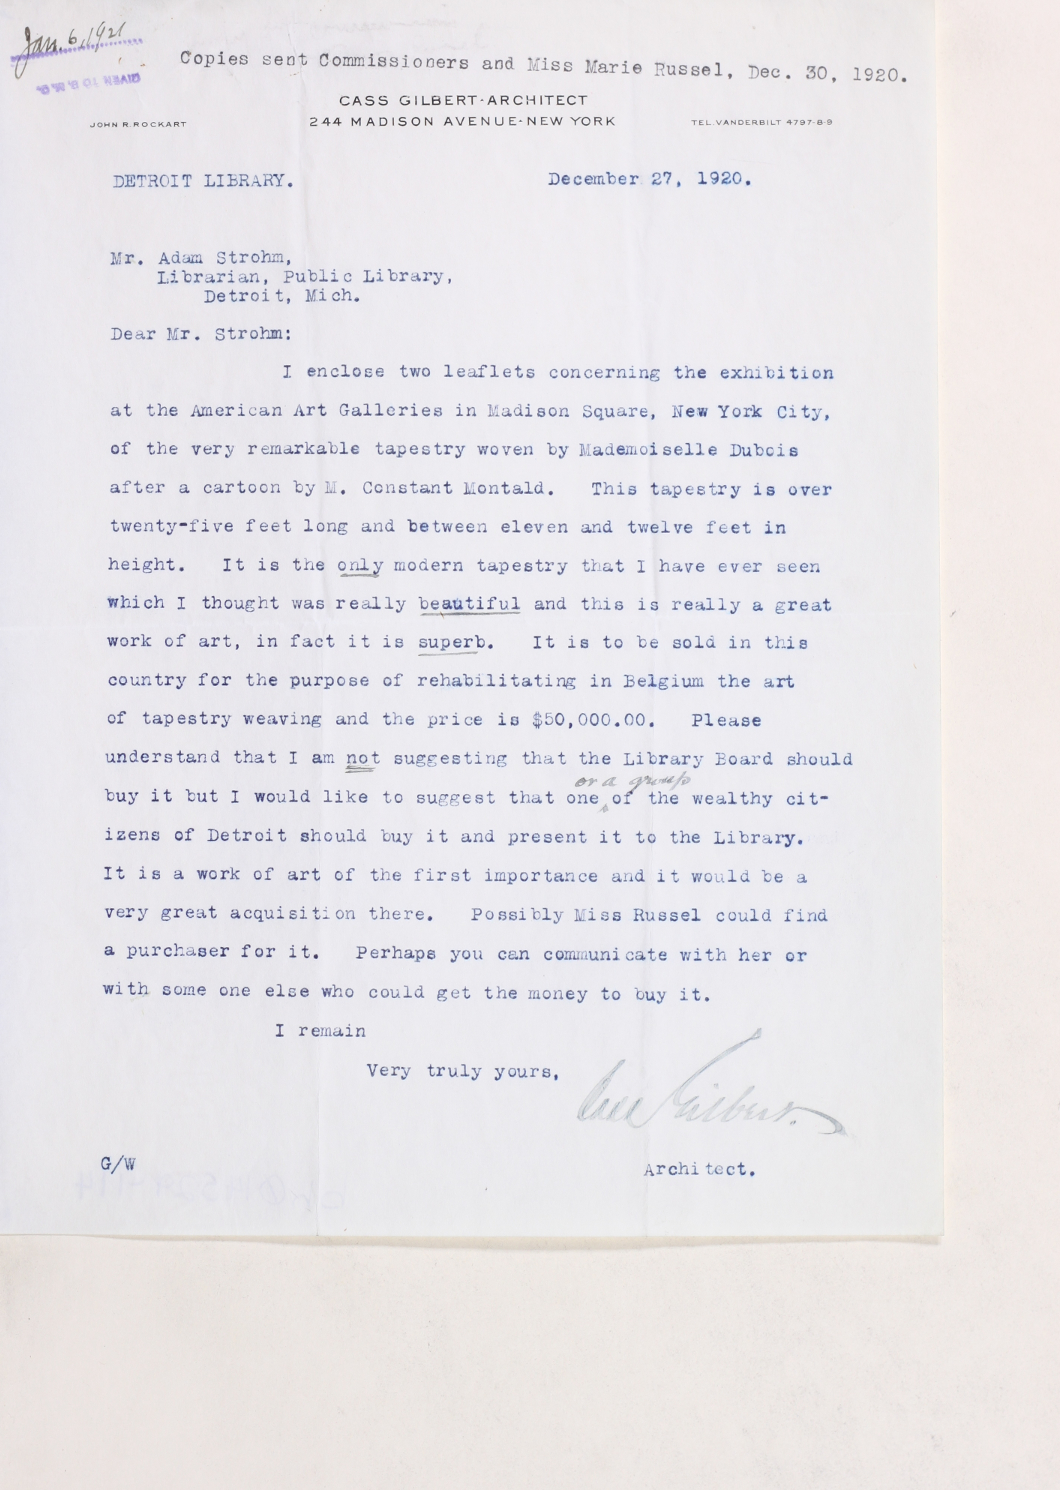 Jan. 6, 1921
Copies sent Commissioners and Miss Marie Russel, Dec. 30, 1920.
GIVEN TO B.M.B.
CASS GILBERT-ARCHITECT
JOHN R. ROCKART 244 MADISON AVENUE-NEW YORK TEL. VANDERBILT 4797-8-9
DETROIT LIBRARY. December 27, 1920.
Mr. Adam Strohm,
Librarian, Public Library,
Detroit, Mich.
Dear Mr. Strohm:
I enclose two leaflets concerning the exhibition
at the American Art Galleries in Madison Square, New York City,
of the very remarkable tapestry woven by Mademoiselle Dubois
after a cartoon by M. Constant Montald. This tapestry is over
twenty-five feet long and between eleven and twelve feet in
height. It is the only modern tapestry that I have ever seen
which I thought was really beautiful and this is really a great
work of art, in fact it is superb. It is to be sold in this
country for the purpose of rehabilitating in Belgium the art
of tapestry weaving and the price is $50,000.00. Please
understand that I am not suggesting that the Library Board should
or a group
buy it but I would like to suggest that one of the wealthy cit-
izens of Detroit should buy it and present it to the Library.
It is a work of art of the first importance and it would be a
very great acquisition there. Possibly Miss Russel could find
a purchaser for it. Perhaps you can communicate with her or
with some one else who could get the money to buy it.
I remain
Very truly yours,
Cass Gilbert.
G/W Architect.